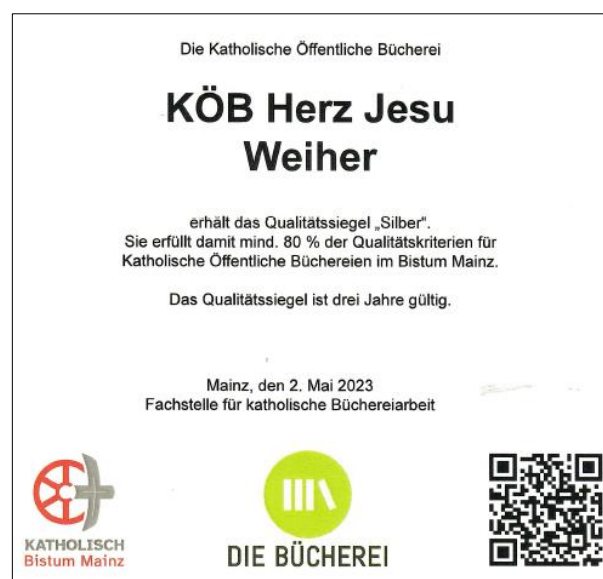 Die Katholische Öffentliche Bücherei
KÖB Herz Jesu
Weiher
erhält das Qualitätssiegel „Silber“.
Sie erfüllt damit mind. 80 % der Qualitätskriterien für
Katholische Öffentliche Büchereien im Bistum Mainz.
Das Qualitätssiegel ist drei Jahre gültig.
Mainz, den 2. Mai 2023
Fachstelle für katholische Büchereiarbeit
KATHOLISCH
Bistum Mainz
DIE BÜCHEREI